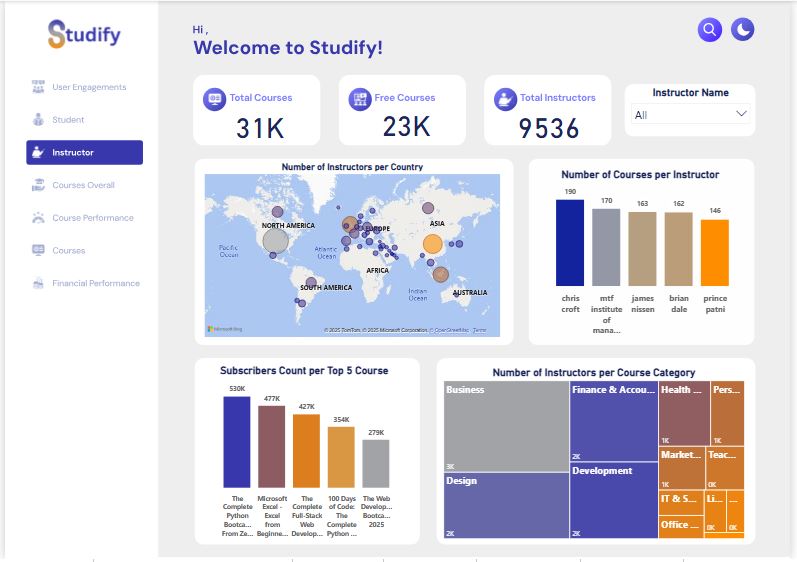 Studify
User Engagements
Student
Instructor
Courses Overall
Course Performance
Courses
Financial Performance
Hi ,
Welcome to Studify!
Total Courses
31K
Free Courses
23K
Total Instructors
9536
Instructor Name
All
Number of Instructors per Country
NORTH AMERICA
EUROPE
ASIA
Pacific
Ocean
Atlantic
Ocean
AFRICA
SOUTH AMERICA
Indian
Ocean
AUSTRALIA
Microsoft Bing
© 2025 TomTom, © 2025 Microsoft Corporation, © OpenStreetMap Terms
Number of Courses per Instructor
190
170
163
162
146
chris
croft
mtf
institute
of
mana...
james
nissen
brian
dale
prince
patni
Subscribers Count per Top 5 Course
530K
477K
427K
354K
279K
The
Complete
Python
Bootca...
From Ze...
Microsoft
Excel -
Excel
from
Beginne...
The
Complete
Full-Stack
Web
Develop...
100 Days
of Code:
The
Complete
Python ...
The Web
Develop...
Bootca...
2025
Number of Instructors per Course Category
Business
3K
Design
2K
Finance & Accou...
2K
Development
2K
Health ...
1K
Pers...
1K
Market...
1K
Teac...
0K
IT & S...
Office ...
Li...
0K
...
0K